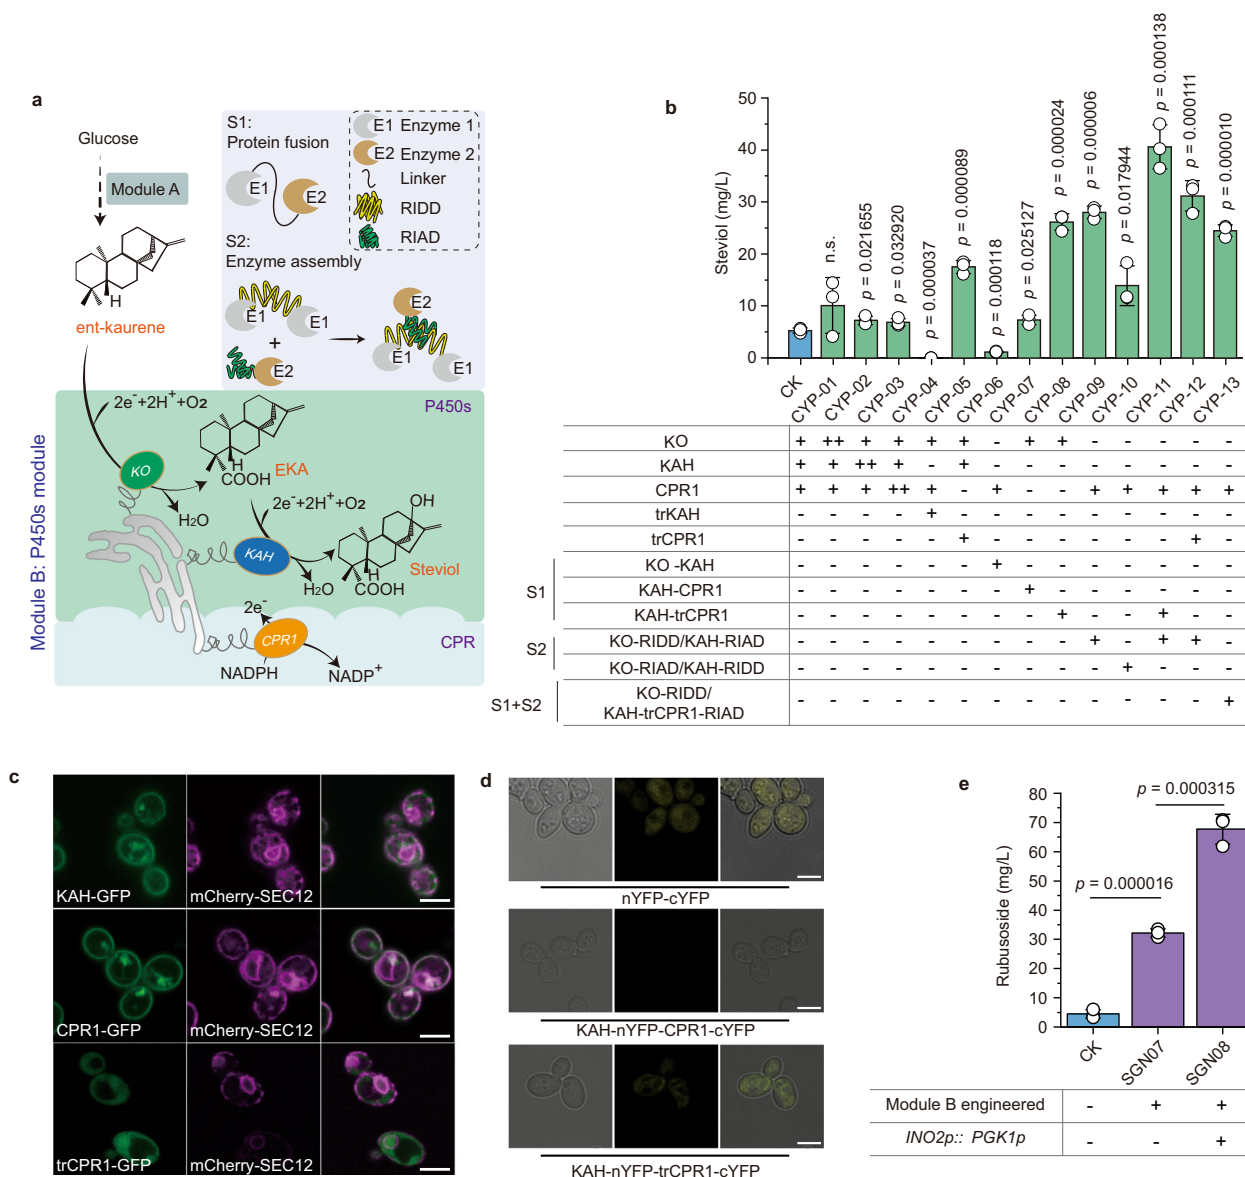 a
Glucose
Module A
ent-kaurene
S1:
Protein fusion
E1
E2
E1 Enzyme 1
E2 Enzyme 2
Linker
RIDD
RIAD
S2:
Enzyme assembly
E1
E1
+
E2
E2
E1
E1
H
Module B: P450s module
P450s
2e⁻+2H⁺+O2
KO
H₂O
H
COOH
EKA
2e⁻+2H⁺+O2
KAH
H₂O
OH
H
COOH
Steviol
2e⁻
CPR1
CPR
NADPH
NADP⁺
b
Steviol (mg/L)
50
40
30
20
10
0
n.s.
p = 0.021655
p = 0.032920
p = 0.000037
p = 0.000089
p = 0.000118
p = 0.025127
p = 0.000024
p = 0.000006
p = 0.017944
p = 0.000138
p = 0.000111
p = 0.000010
CK CYP-01 CYP-02 CYP-03 CYP-04 CYP-05 CYP-06 CYP-07 CYP-08 CYP-09 CYP-10 CYP-11 CYP-12 CYP-13
KO + ++ + + + + - + + - - - - -
KAH + + ++ + - + - - - - - - - -
CPR1 + + + ++ + - + - - + + + + +
trKAH - - - - + - - - - - - - - -
trCPR1 - - - - - + - - - - - - + -
S1
KO -KAH - - - - - - + - - - - - - -
KAH-CPR1 - - - - - - - + - - - - - -
KAH-trCPR1 - - - - - - - - + - - + - -
S2
KO-RIDD/KAH-RIAD - - - - - - - - - + - + + -
KO-RIAD/KAH-RIDD - - - - - - - - - - + - - -
S1+S2
KO-RIDD/
KAH-trCPR1-RIAD - - - - - - - - - - - - - +
c
KAH-GFP
mCherry-SEC12
CPR1-GFP
mCherry-SEC12
trCPR1-GFP
mCherry-SEC12
d
nYFP-cYFP
KAH-nYFP-CPR1-cYFP
KAH-nYFP-trCPR1-cYFP
e
Rubusoside (mg/L)
80
70
60
50
40
30
20
10
0
p = 0.000315
p = 0.000016
CK SGN07 SGN08
Module B engineered - + +
INO2p:: PGK1p - - +